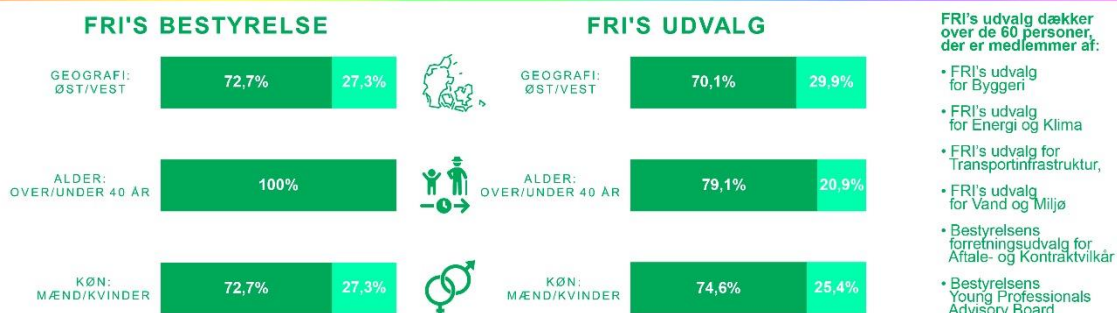 FRI'S BESTYRELSE
GEOGRAFI:
ØST/VEST
72,7%
27,3%
ALDER:
OVER/UNDER 40 ÅR
100%
KØN:
MÆND/KVINDER
72,7%
27,3%
FRI'S UDVALG
GEOGRAFI:
ØST/VEST
70,1%
29,9%
ALDER:
OVER/UNDER 40 ÅR
79,1%
20,9%
KØN:
MÆND/KVINDER
74,6%
25,4%
FRI's udvalg dækker
over de 60 personer,
der er medlemmer af:
• FRI's udvalg
for Byggeri
• FRI's udvalg
for Energi og Klima
• FRI's udvalg for
Transportinfrastruktur,
• FRI's udvalg
for Vand og Miljø
• Bestyrelsens
forretningsudvalg for
Aftale- og Kontraktvilkår
• Bestyrelsens
Young Professionals
Advisory Board